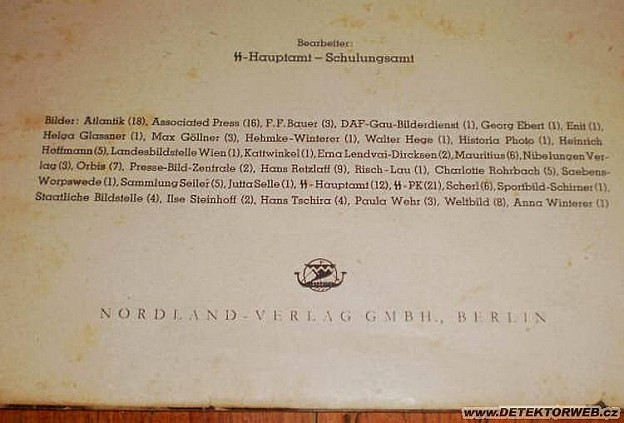 Bearbeiter:
ᛋᛋ-Hauptamt – Schulungsamt
Bilder: Atlantik (18), Associated Press (16), F. F. Bauer (3), DAF-Gau-Bilderdienst (1), Georg Ebert (1), Enit (1),
Helga Glassner (1), Max Göllner (3), Hehmke-Winterer (1), Walter Hege (1), Historia Photo (1), Heinrich
Hoffmann (5), Landesbildstelle Wien (1), Kattwinkel (1), Erna Lendvai-Dircksen (2), Mauritius (6), Nibelungen Ver-
lag (3), Orbis (7), Presse-Bild-Zentrale (2), Hans Retzlaff (9), Risch-Lau (1), Charlotte Rohrbach (5), Saebens-
Worpswede (1), Sammlung Seiler (5), Jutta Selle (1), ᛋᛋ-Hauptamt (12), ᛋᛋ-PK (21), Scherl (6), Sportbild-Schirner (1),
Staatliche Bildstelle (4), Ilse Steinhoff (2), Hans Tschira (4), Paula Wehr (3), Weltbild (8), Anna Winterer (1)
NORDLAND-VERLAG GMBH., BERLIN
www.DETEKTORWEB.cz